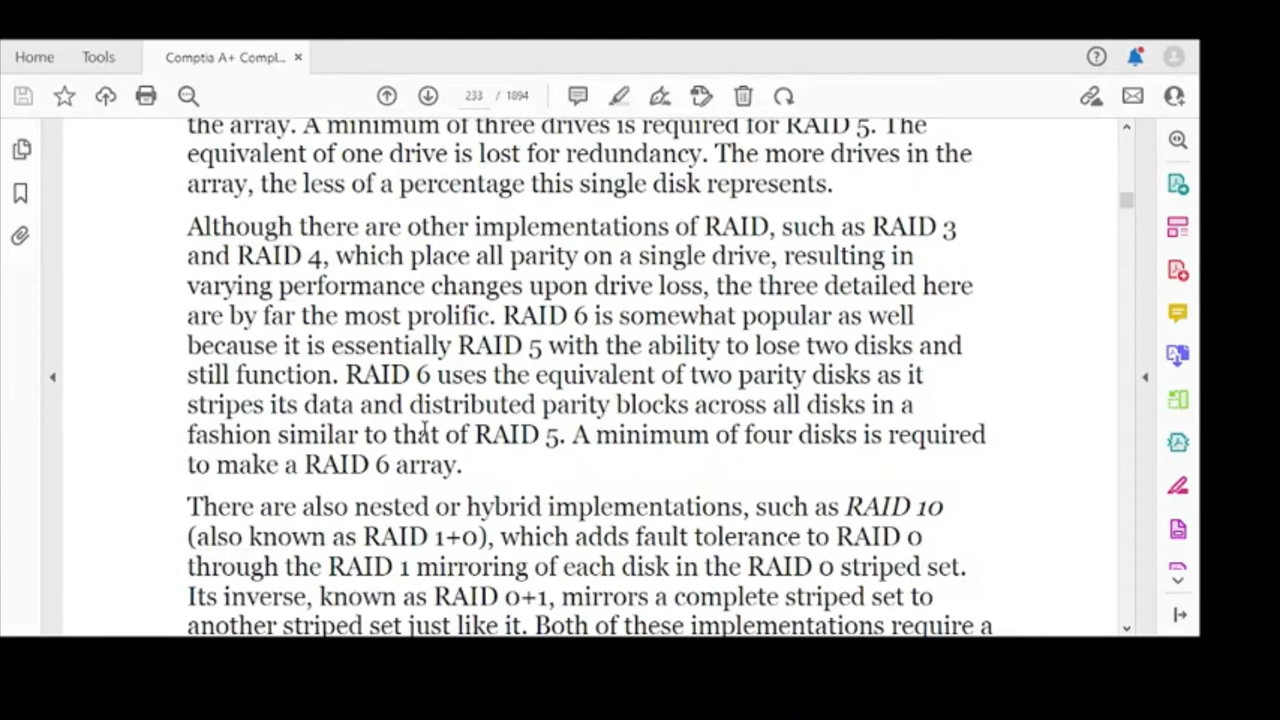 Home Tools Comptia A+ Compl... ×
233 / 1894
the array. A minimum of three drives is required for RAID 5. The
equivalent of one drive is lost for redundancy. The more drives in the
array, the less of a percentage this single disk represents.
Although there are other implementations of RAID, such as RAID 3
and RAID 4, which place all parity on a single drive, resulting in
varying performance changes upon drive loss, the three detailed here
are by far the most prolific. RAID 6 is somewhat popular as well
because it is essentially RAID 5 with the ability to lose two disks and
still function. RAID 6 uses the equivalent of two parity disks as it
stripes its data and distributed parity blocks across all disks in a
fashion similar to that of RAID 5. A minimum of four disks is required
to make a RAID 6 array.
There are also nested or hybrid implementations, such as RAID 10
(also known as RAID 1+0), which adds fault tolerance to RAID 0
through the RAID 1 mirroring of each disk in the RAID 0 striped set.
Its inverse, known as RAID 0+1, mirrors a complete striped set to
another striped set just like it. Both of these implementations require a